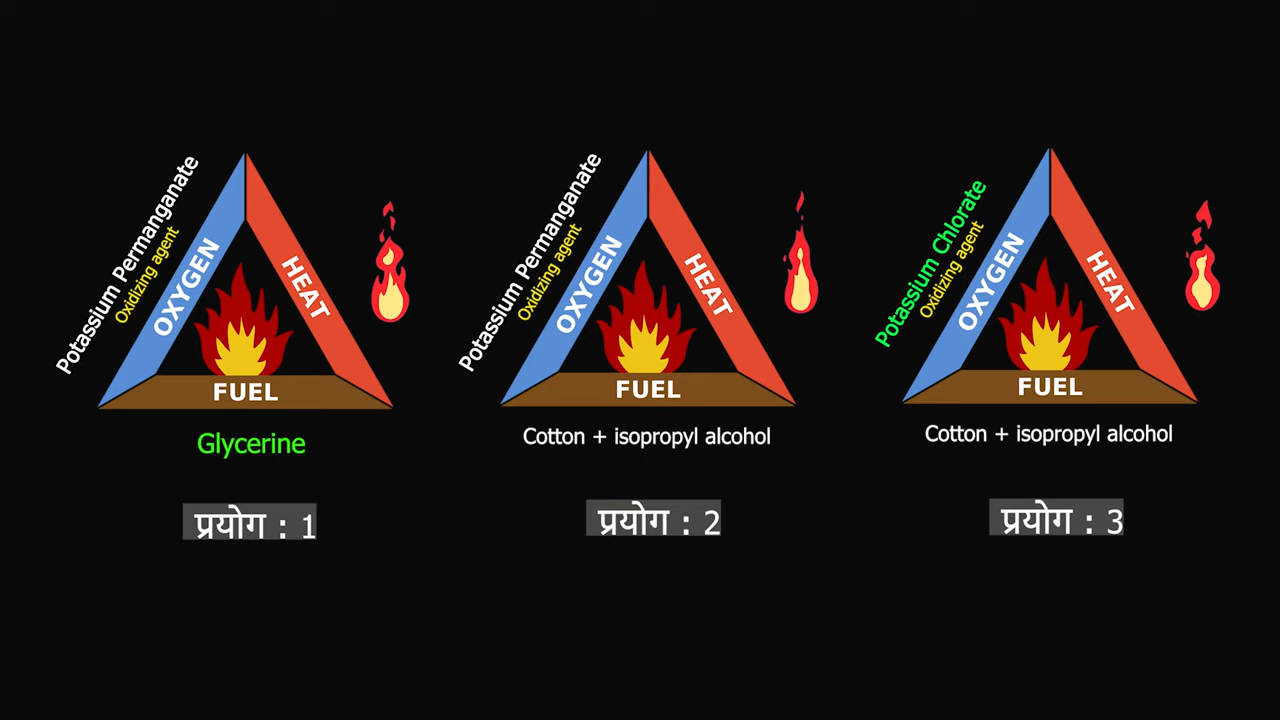 Potassium Permanganate
Oxidizing agent
OXYGEN
HEAT
FUEL
Glycerine
प्रयोग : 1
Potassium Permanganate
Oxidizing agent
OXYGEN
HEAT
FUEL
Cotton + isopropyl alcohol
प्रयोग : 2
Potassium Chlorate
Oxidizing agent
OXYGEN
HEAT
FUEL
Cotton + isopropyl alcohol
प्रयोग : 3